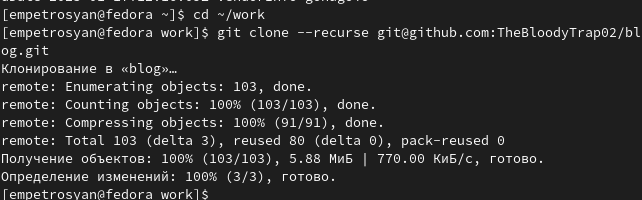 [empetrosyan@fedora ~]$ cd ~/work
[empetrosyan@fedora work]$ git clone --recurse git@github.com:TheBloodyTrap02/bl
og.git
Клонирование в «blog»…
remote: Enumerating objects: 103, done.
remote: Counting objects: 100% (103/103), done.
remote: Compressing objects: 100% (91/91), done.
remote: Total 103 (delta 3), reused 80 (delta 0), pack-reused 0
Получение объектов: 100% (103/103), 5.88 МиБ | 770.00 КиБ/с, готово.
Определение изменений: 100% (3/3), готово.
[empetrosyan@fedora work]$